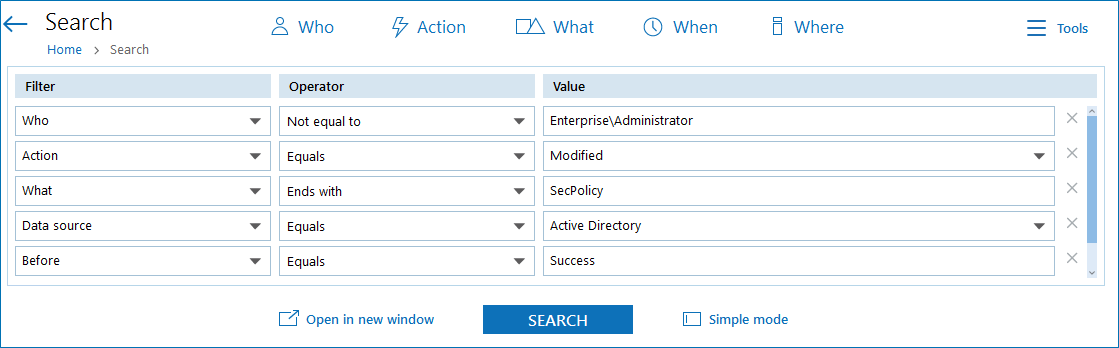 Search
Who Action What When Where Tools
Home > Search
Filter Operator Value
Who Not equal to Enterprise\Administrator
Action Equals Modified
What Ends with SecPolicy
Data source Equals Active Directory
Before Equals Success
Open in new window SEARCH Simple mode